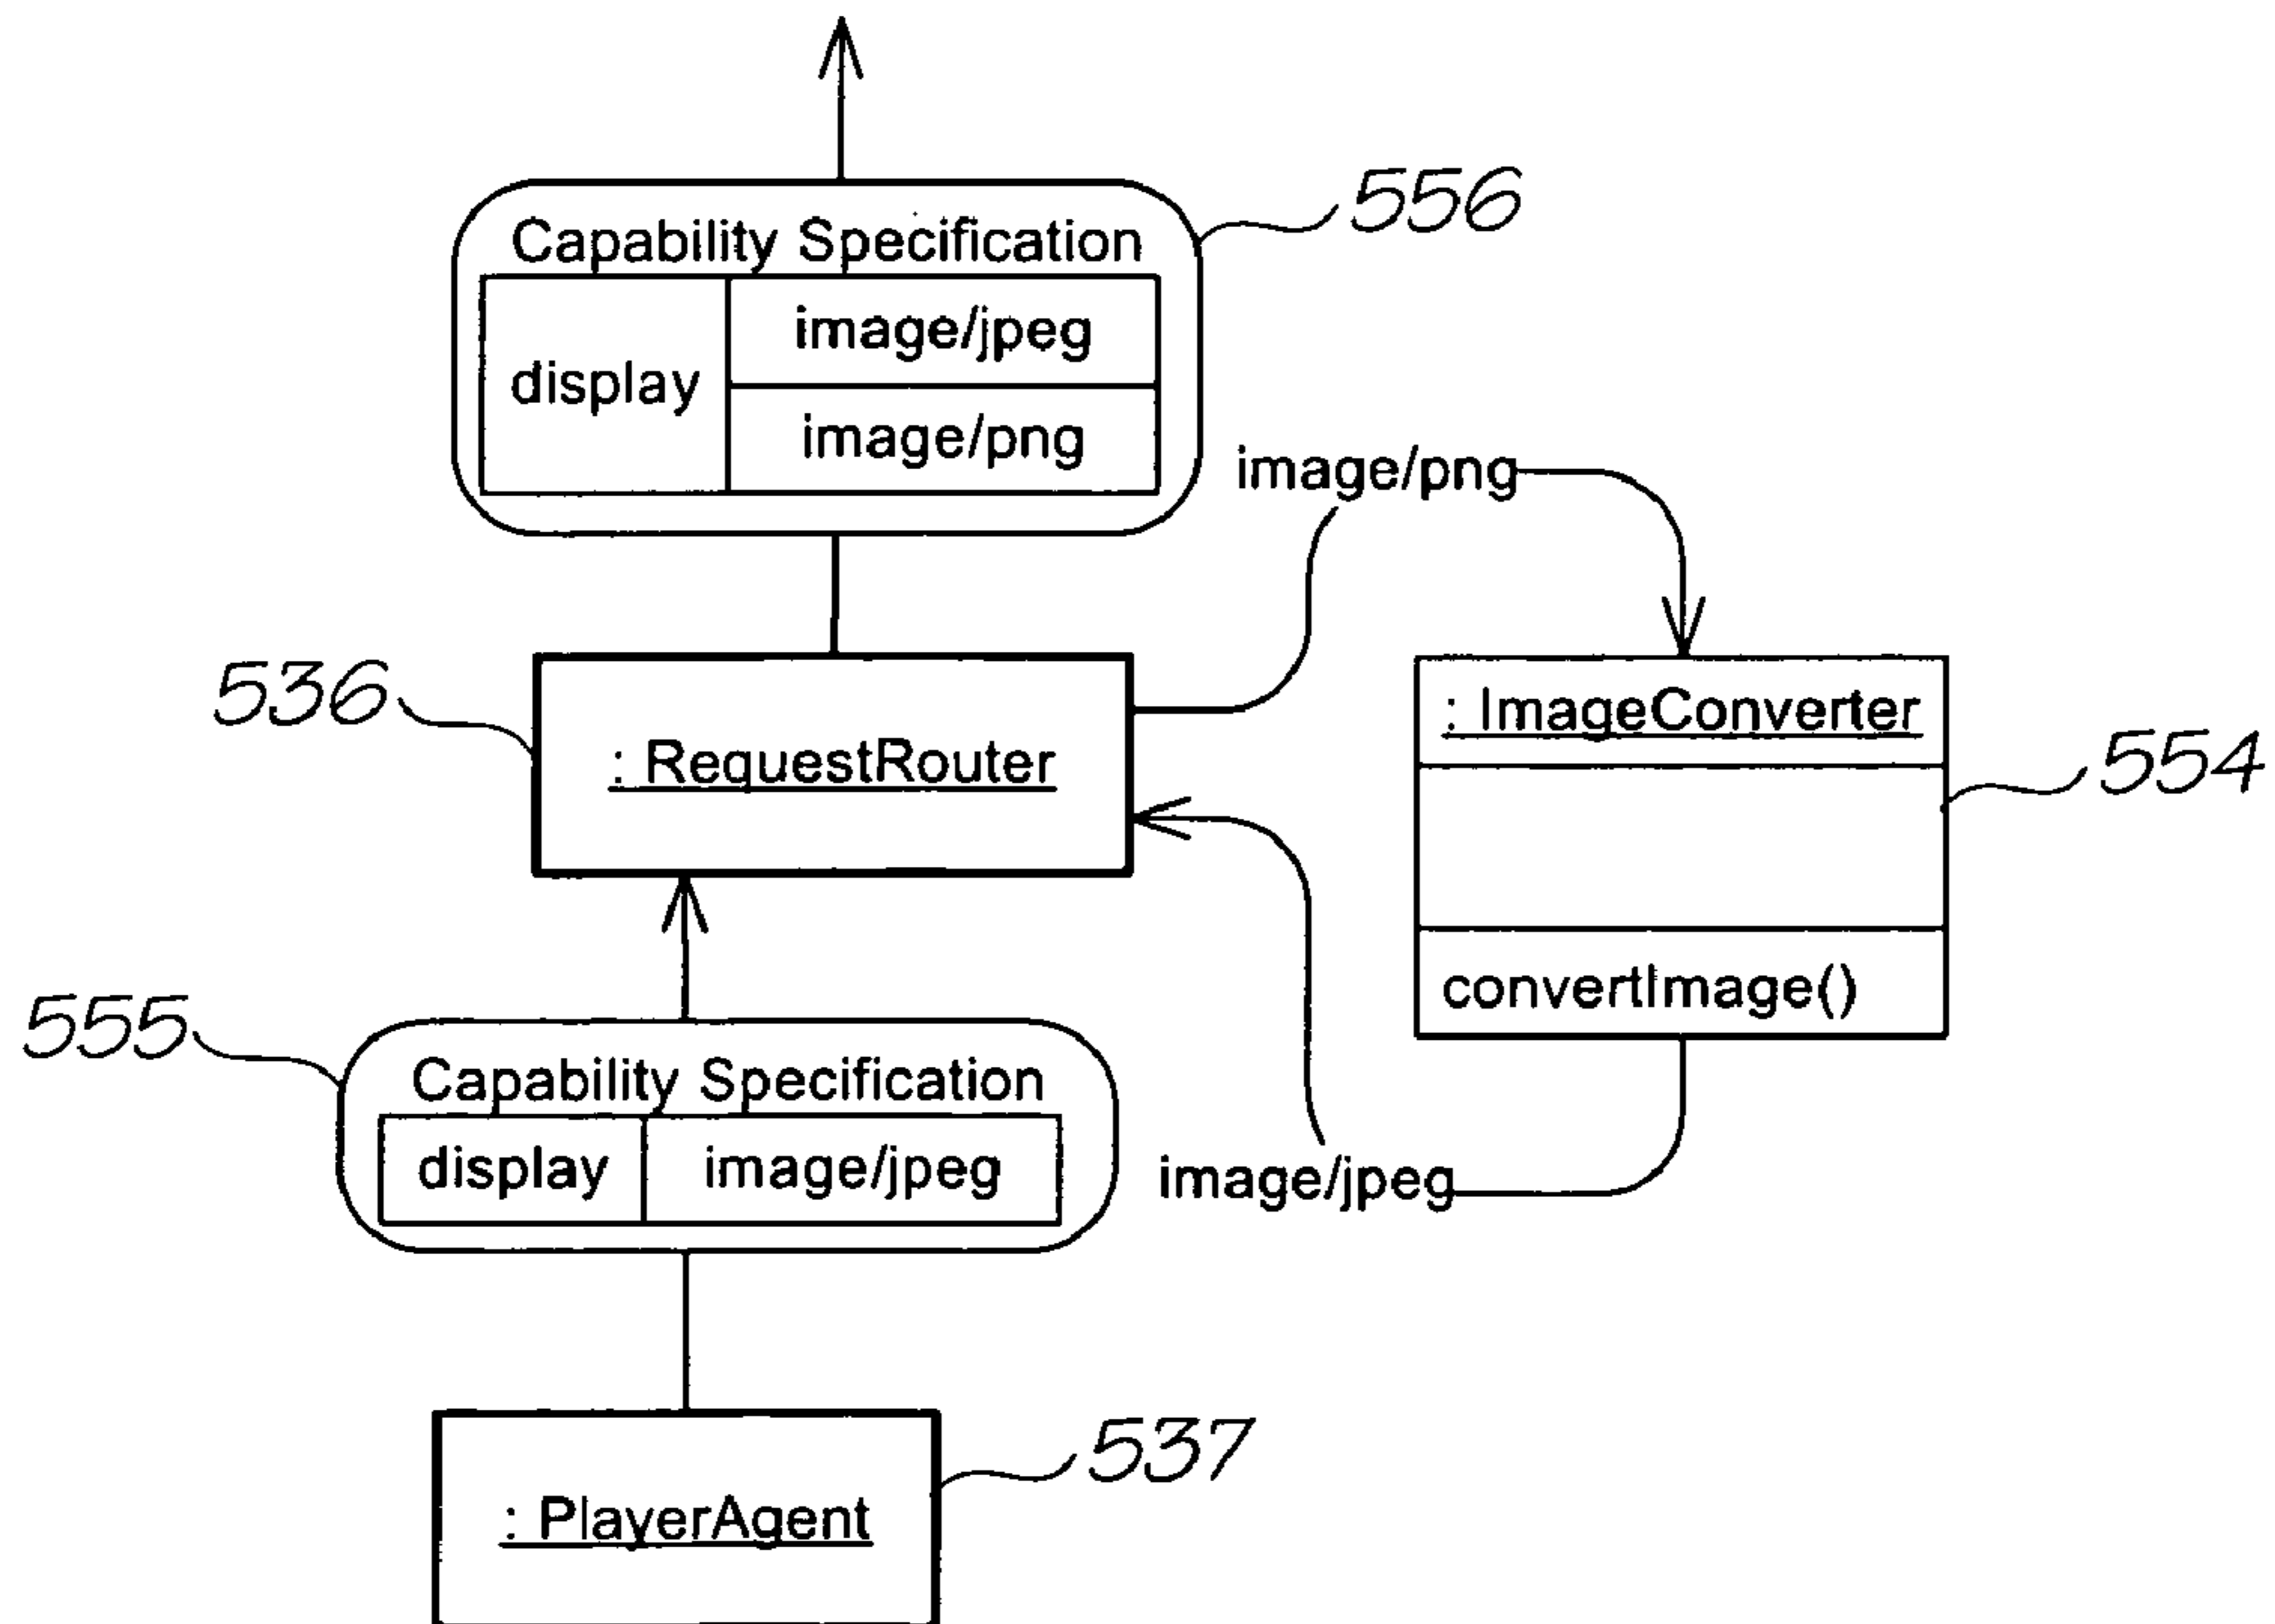 556
Capability Specification
image/jpeg
display
image/png
image/png
536
: RequestRouter
: ImageConverter
554
convertImage()
555
Capability Specification
display image/jpeg
image/jpeg
537
: PlayerAgent